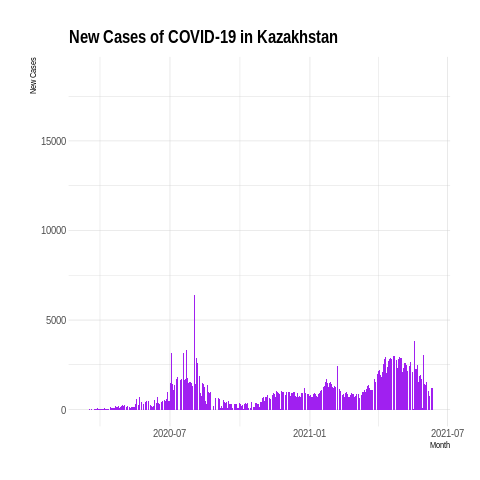 New Cases of COVID-19 in Kazakhstan
New Cases
15000
10000
5000
0
2020-07
2021-01
2021-07
Month